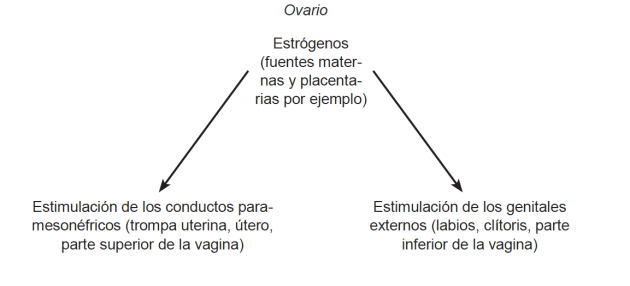 Ovario
Estrógenos
(fuentes mater-
nas y placenta-
rias por ejemplo)
Estimulación de los conductos para-
mesonéfricos (trompa uterina, útero,
parte superior de la vagina)
Estimulación de los genitales
externos (labios, clítoris, parte
inferior de la vagina)